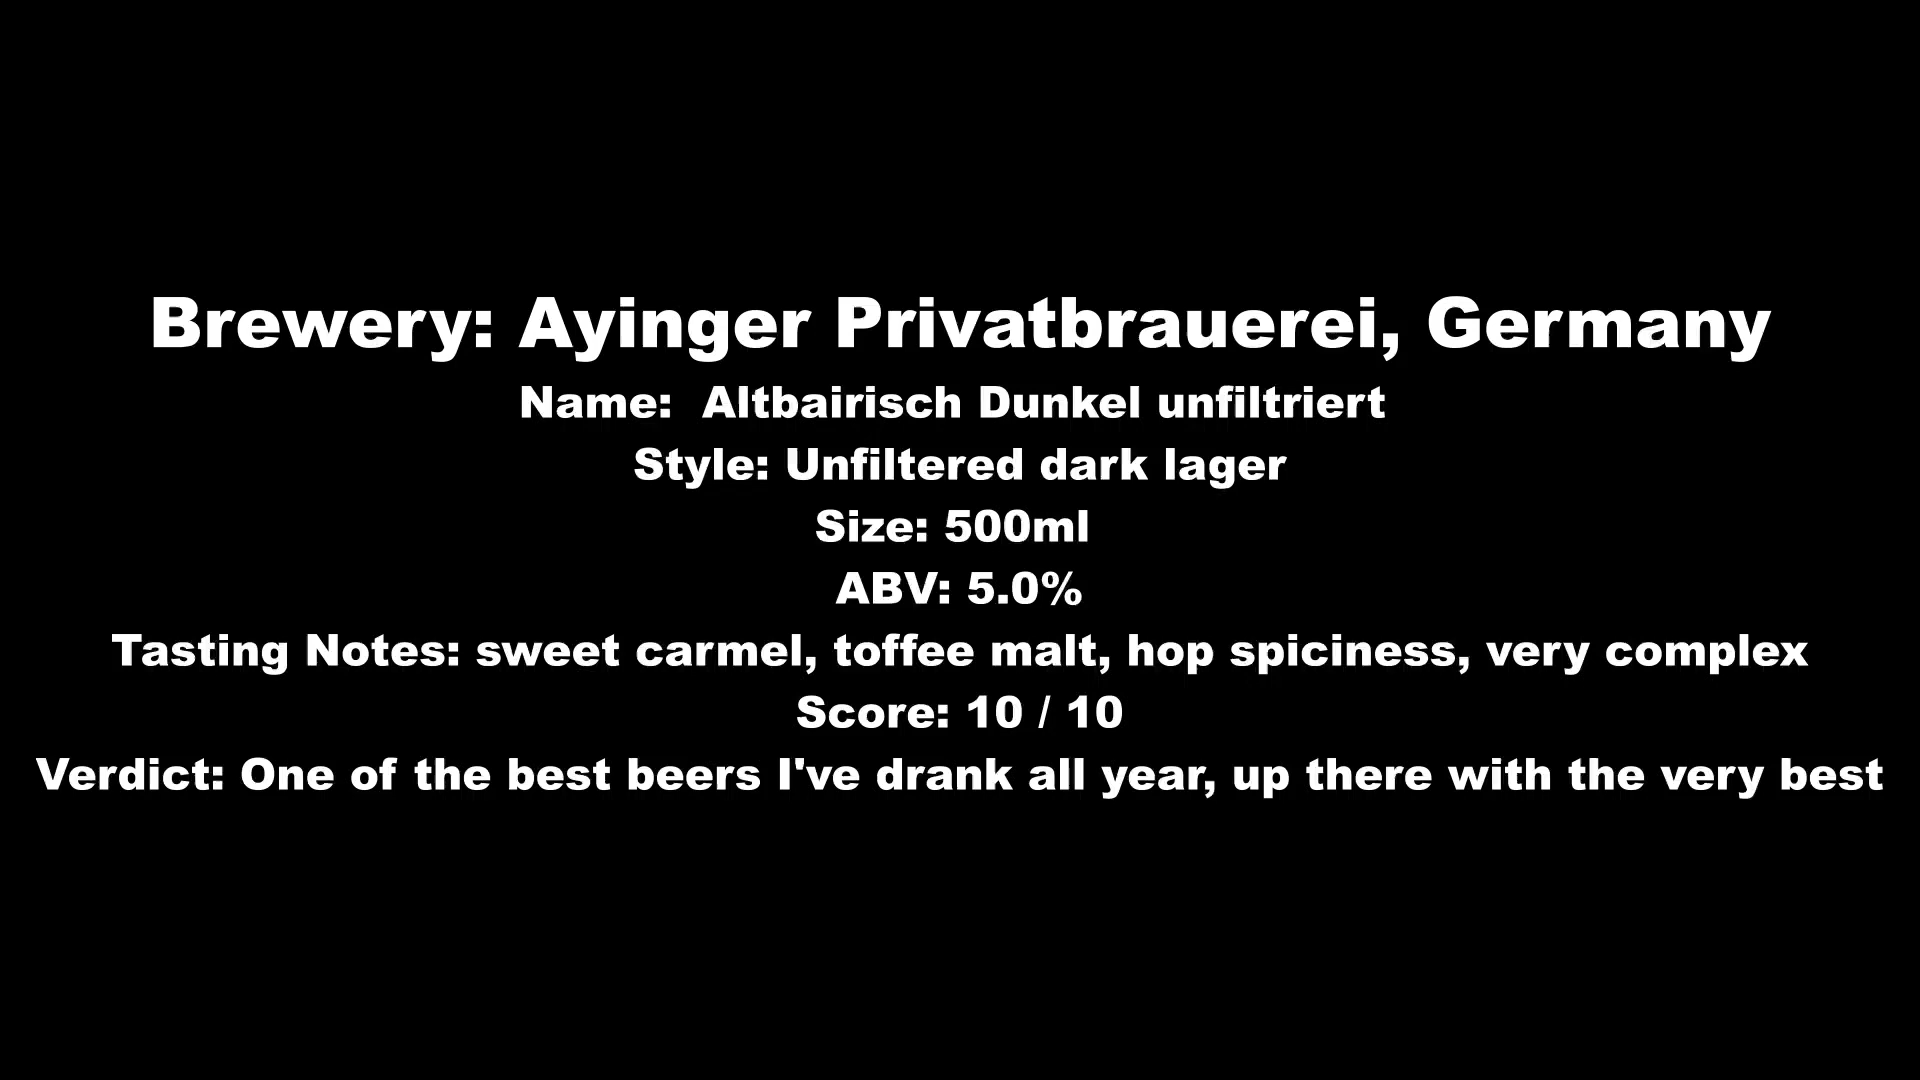 Brewery: Ayinger Privatbrauerei, Germany
Name:  Altbairisch Dunkel unfiltriert
Style: Unfiltered dark lager
Size: 500ml
ABV: 5.0%
Tasting Notes: sweet carmel, toffee malt, hop spiciness, very complex
Score: 10 / 10
Verdict: One of the best beers I've drank all year, up there with the very best